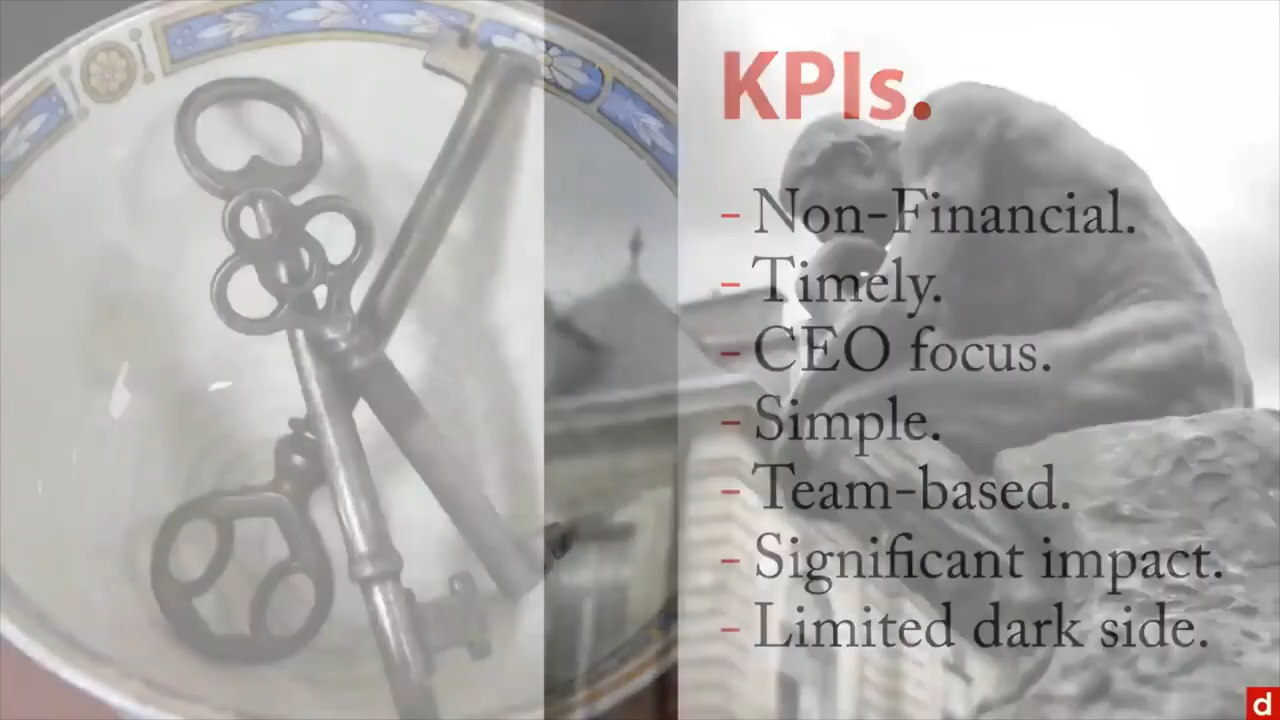 KPIs.
- Non-Financial.
- Timely.
- CEO focus.
- Simple.
- Team-based.
- Significant impact.
- Limited dark side.
d